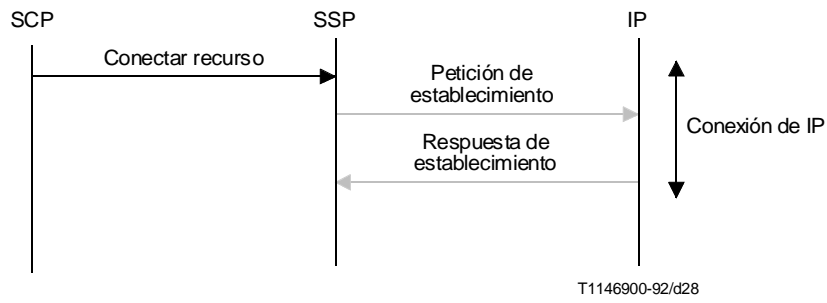 SCP
SSP
IP
Conectar recurso
Petición de
establecimiento
Conexión de IP
Respuesta de
establecimiento
T1146900-92/d28